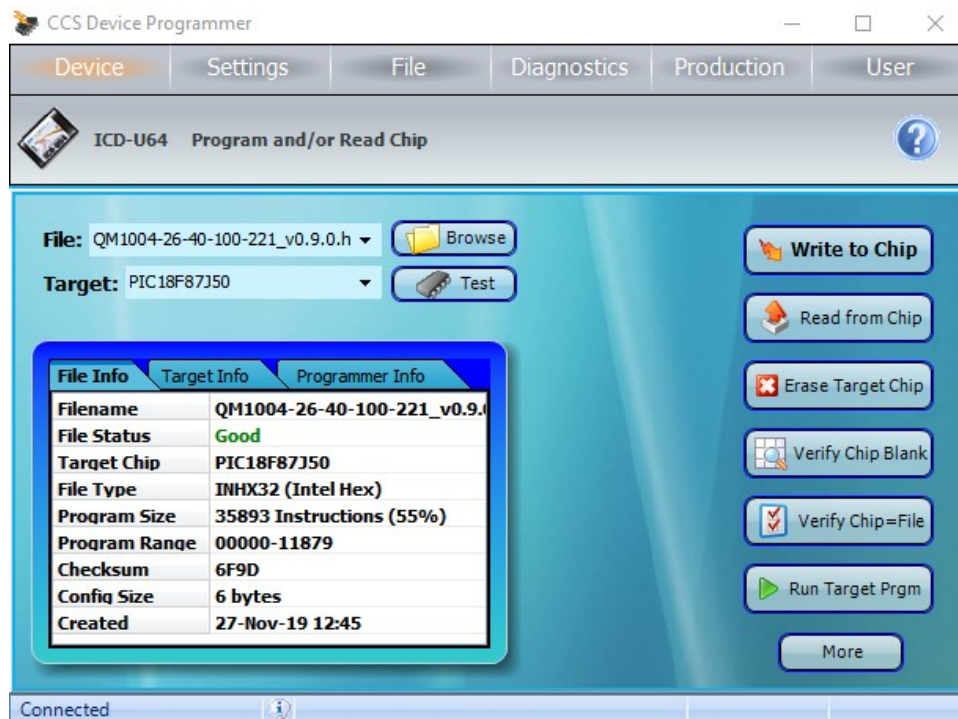 CCS Device Programmer
Device Settings File Diagnostics Production User
ICD-U64 Program and/or Read Chip
File: QM1004-26-40-100-221_v0.9.0.h Browse
Target: PIC18F87J50 Test
Write to Chip
Read from Chip
Erase Target Chip
Verify Chip Blank
Verify Chip=File
Run Target Prgm
More
File Info Target Info Programmer Info
Filename QM1004-26-40-100-221_v0.9.0
File Status Good
Target Chip PIC18F87J50
File Type INHX32 (Intel Hex)
Program Size 35893 Instructions (55%)
Program Range 00000-11879
Checksum 6F9D
Config Size 6 bytes
Created 27-Nov-19 12:45
Connected